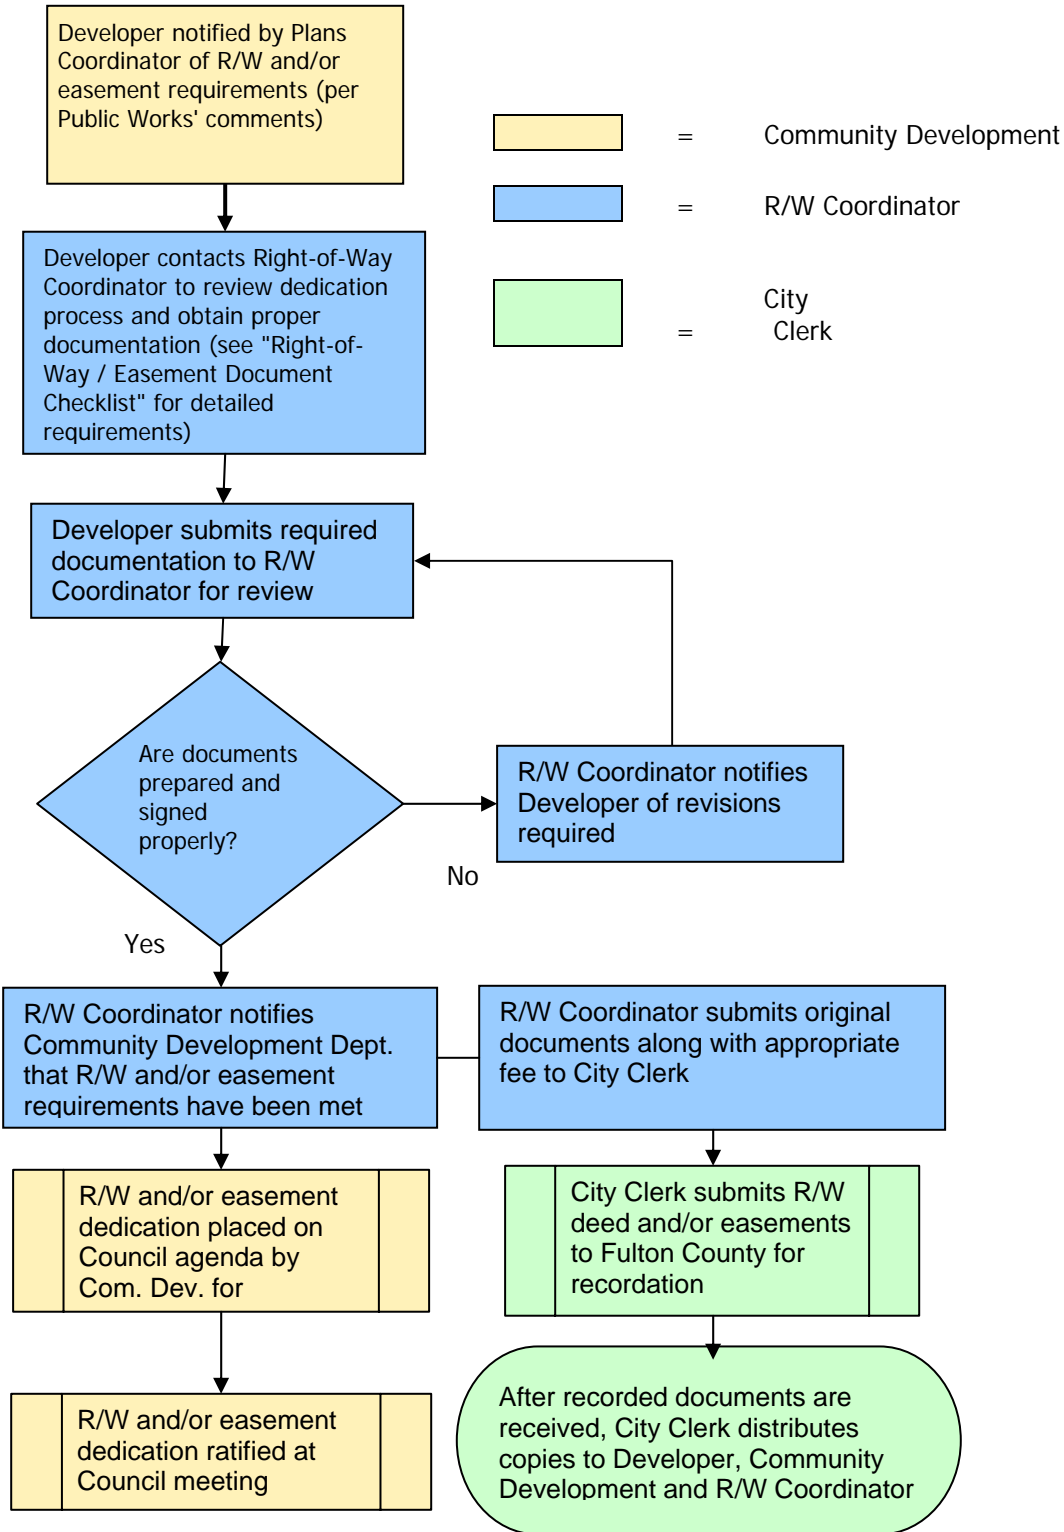 Developer notified by Plans
Coordinator of R/W and/or
easement requirements (per
Public Works' comments)
= Community Development
= R/W Coordinator
City
= Clerk
Developer contacts Right-of-Way
Coordinator to review dedication
process and obtain proper
documentation (see "Right-of-
Way / Easement Document
Checklist" for detailed
requirements)
Developer submits required
documentation to R/W
Coordinator for review
Are documents
prepared and
signed
properly?
R/W Coordinator notifies
Developer of revisions
required
No
Yes
R/W Coordinator notifies
Community Development Dept.
that R/W and/or easement
requirements have been met
R/W Coordinator submits original
documents along with appropriate
fee to City Clerk
R/W and/or easement
dedication placed on
Council agenda by
Com. Dev. for
City Clerk submits R/W
deed and/or easements
to Fulton County for
recordation
R/W and/or easement
dedication ratified at
Council meeting
After recorded documents are
received, City Clerk distributes
copies to Developer, Community
Development and R/W Coordinator